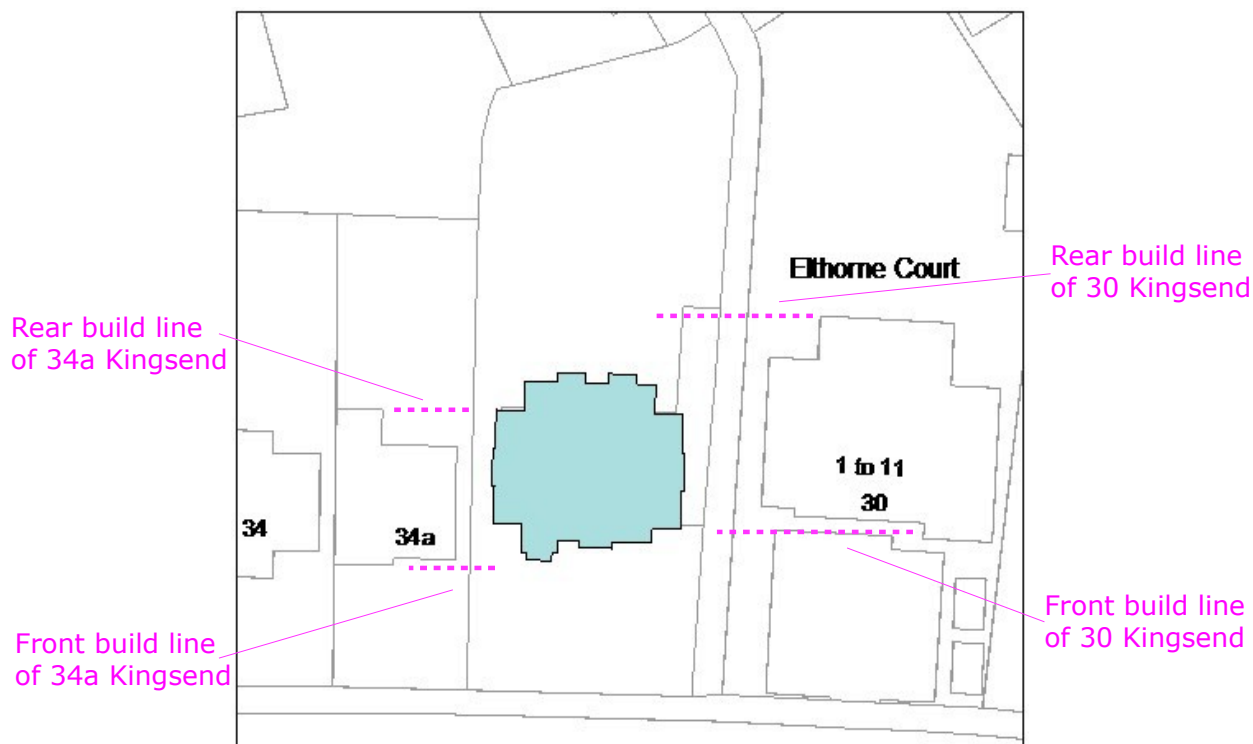 Elthorne Court
Rear build line
of 30 Kingsend
Rear build line
of 34a Kingsend
1 to 11
30
34
34a
Front build line
of 30 Kingsend
Front build line
of 34a Kingsend